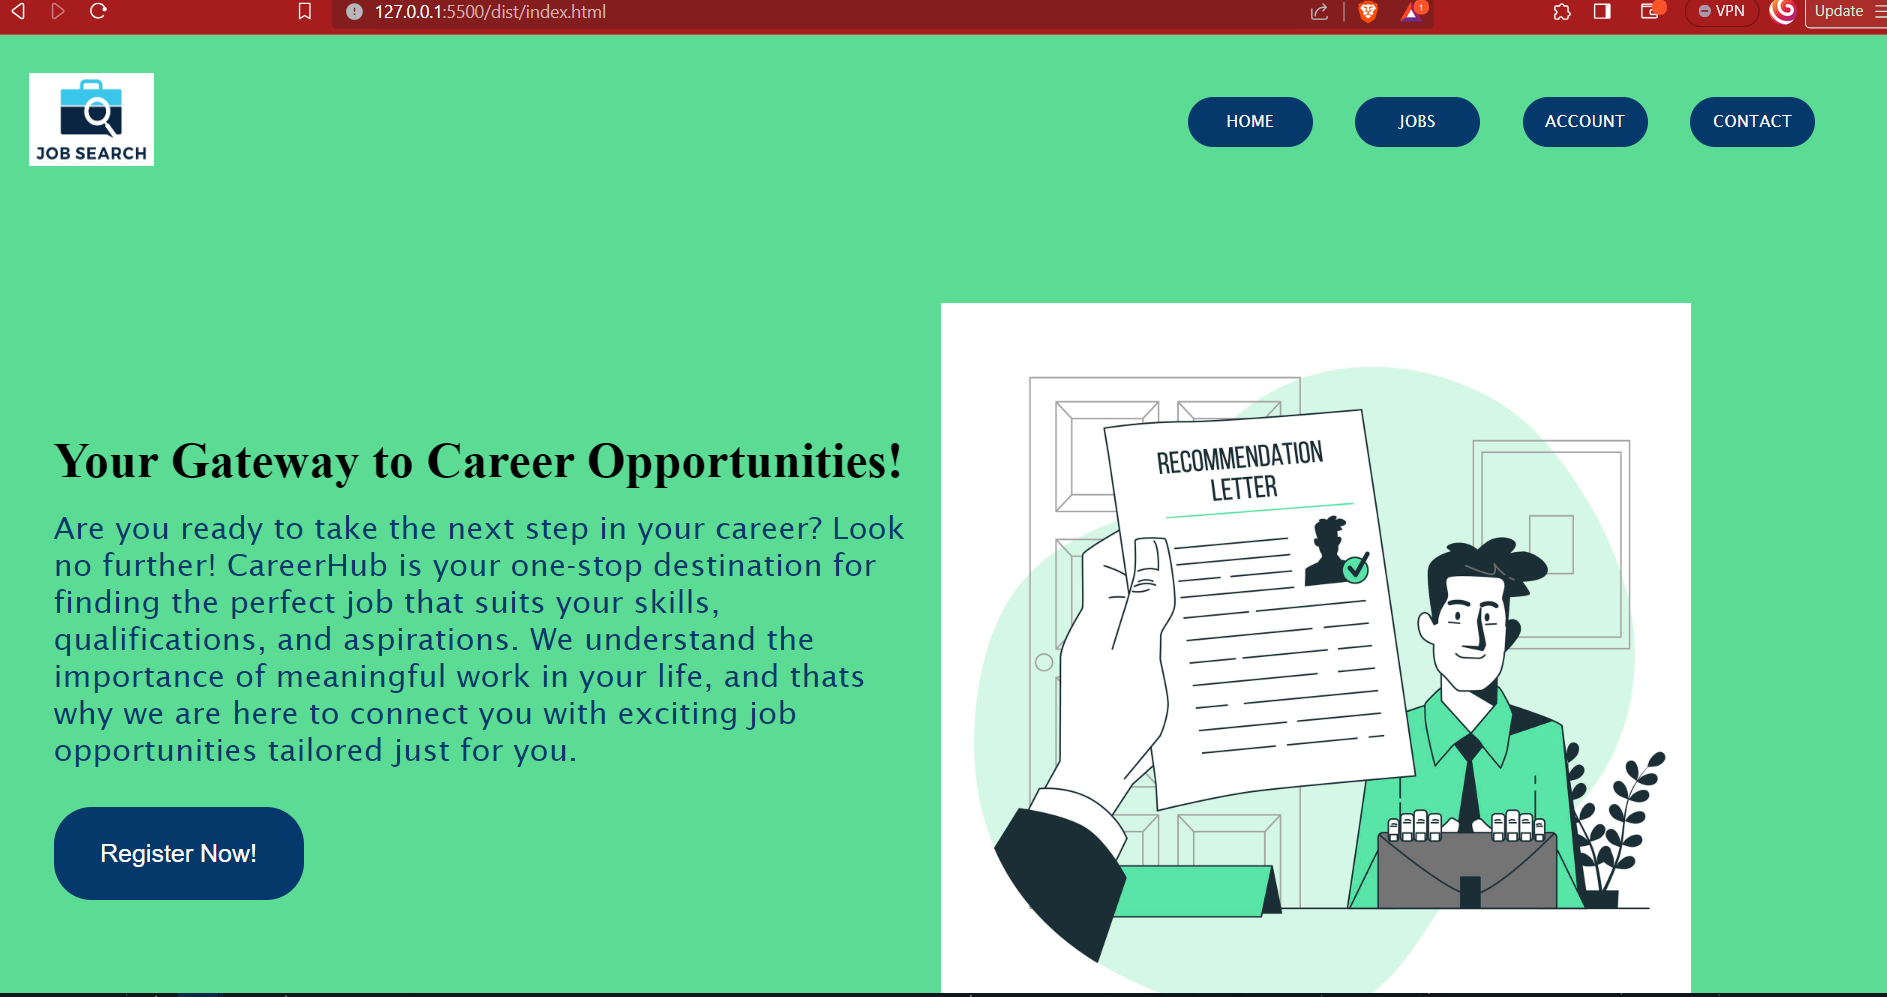 127.0.0.1:5500/dist/index.html
1
VPN
Update
JOB SEARCH
HOME
JOBS
ACCOUNT
CONTACT
Your Gateway to Career Opportunities!
Are you ready to take the next step in your career? Look
no further! CareerHub is your one-stop destination for
finding the perfect job that suits your skills,
qualifications, and aspirations. We understand the
importance of meaningful work in your life, and thats
why we are here to connect you with exciting job
opportunities tailored just for you.
Register Now!
RECOMMENDATION
LETTER